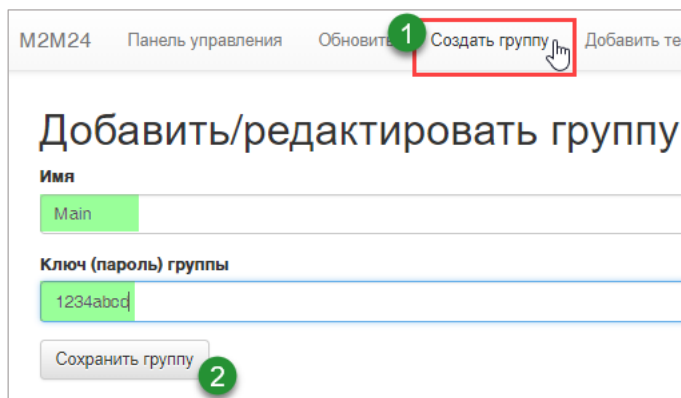 M2M24 Панель управления Обновить 1 Создать группу Добавить те
Добавить/редактировать группу
Имя
Main
Ключ (пароль) группы
1234abcd
Сохранить группу
2